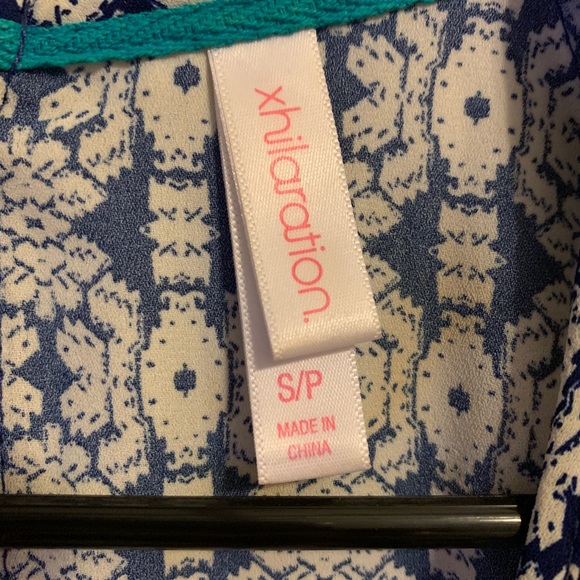 xhilaration.
S/P
MADE IN
CHINA